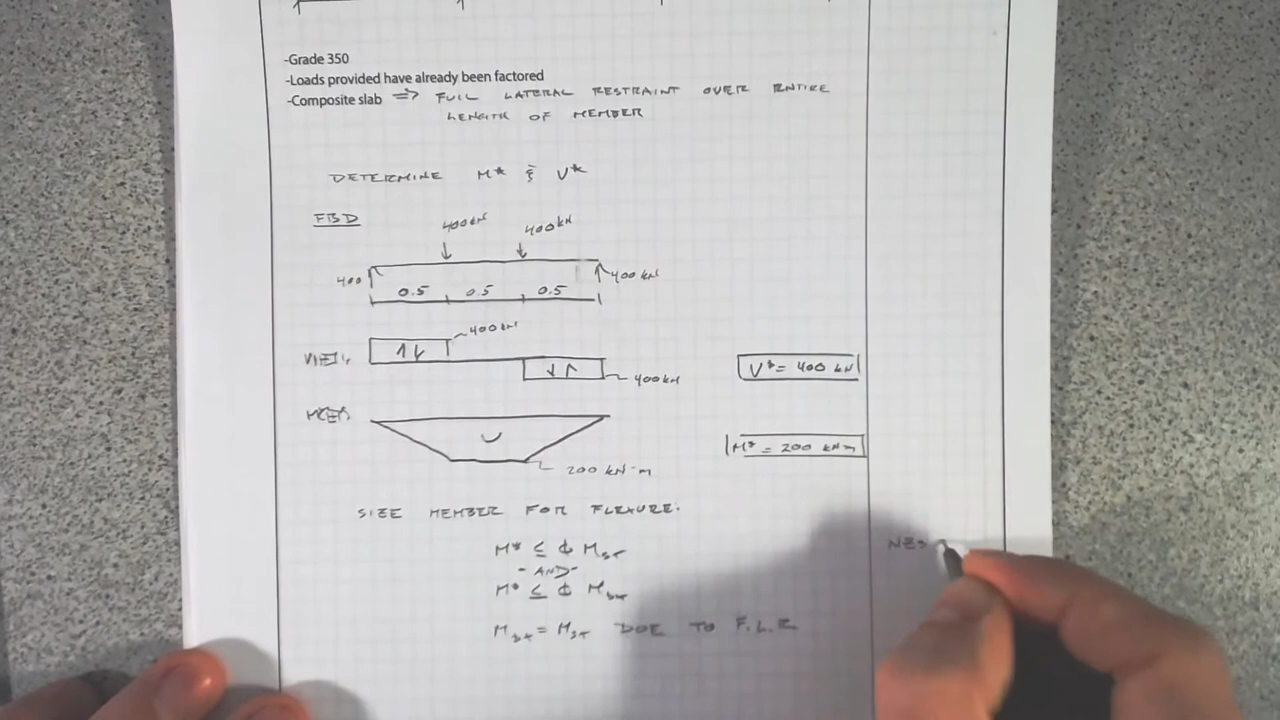 -Grade 350
-Loads provided have already been factored
-Composite slab ⇒ FULL LATERAL RESTRAINT OVER ENTIRE
LENGTH OF MEMBER
DETERMINE M* & V*
FBD
400kN 400kN
400 400 kN
0.5 0.5 0.5
400kN
400kN
V* = 400 kN
M* = 200 kNm
200 kN-m
SIZE MEMBER FOR FLEXURE:
M* ≤ ϕ Msx
-AND-
M* ≤ ϕ Mbx
Mbx = Msx DUE TO F.L.R
NZS